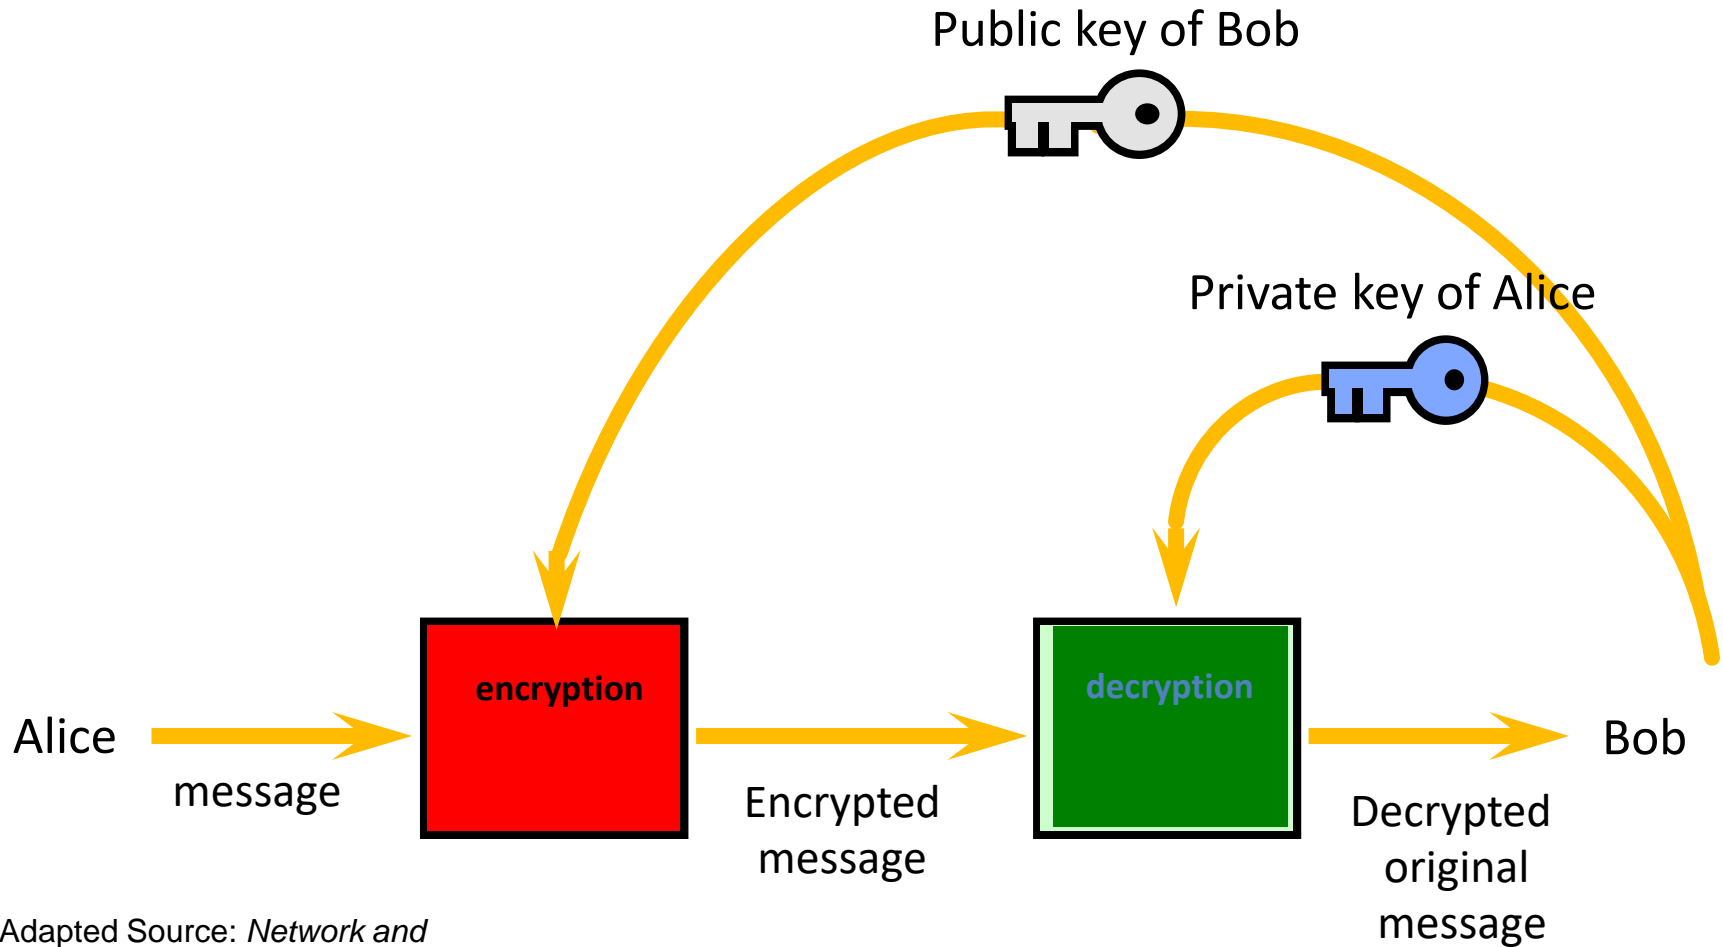 Public key of Bob
Private key of Alice
encryption
decryption
Alice
Bob
message
Encrypted
message
Decrypted
original
message
Adapted Source: Network and